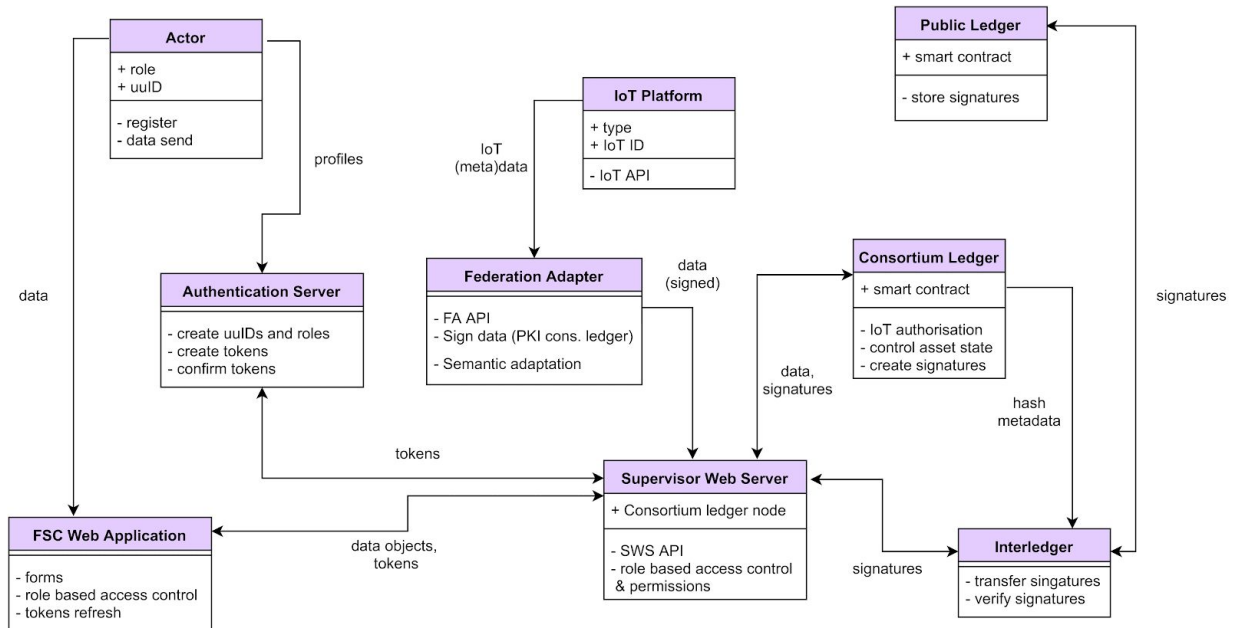 Actor
+ role
+ uuID
- register
- data send
profiles
data
IoT Platform
+ type
+ IoT ID
- IoT API
IoT
(meta)data
Public Ledger
+ smart contract
- store signatures
signatures
Authentication Server
- create uuIDs and roles
- create tokens
- confirm tokens
Federation Adapter
- FA API
- Sign data (PKI cons. ledger)
- Semantic adaptation
data
(signed)
Consortium Ledger
+ smart contract
- IoT authorisation
- control asset state
- create signatures
data,
signatures
hash
metadata
tokens
FSC Web Application
- forms
- role based access control
- tokens refresh
data objects,
tokens
Supervisor Web Server
+ Consortium ledger node
- SWS API
- role based access control
& permissions
signatures
Interledger
- transfer singatures
- verify signatures